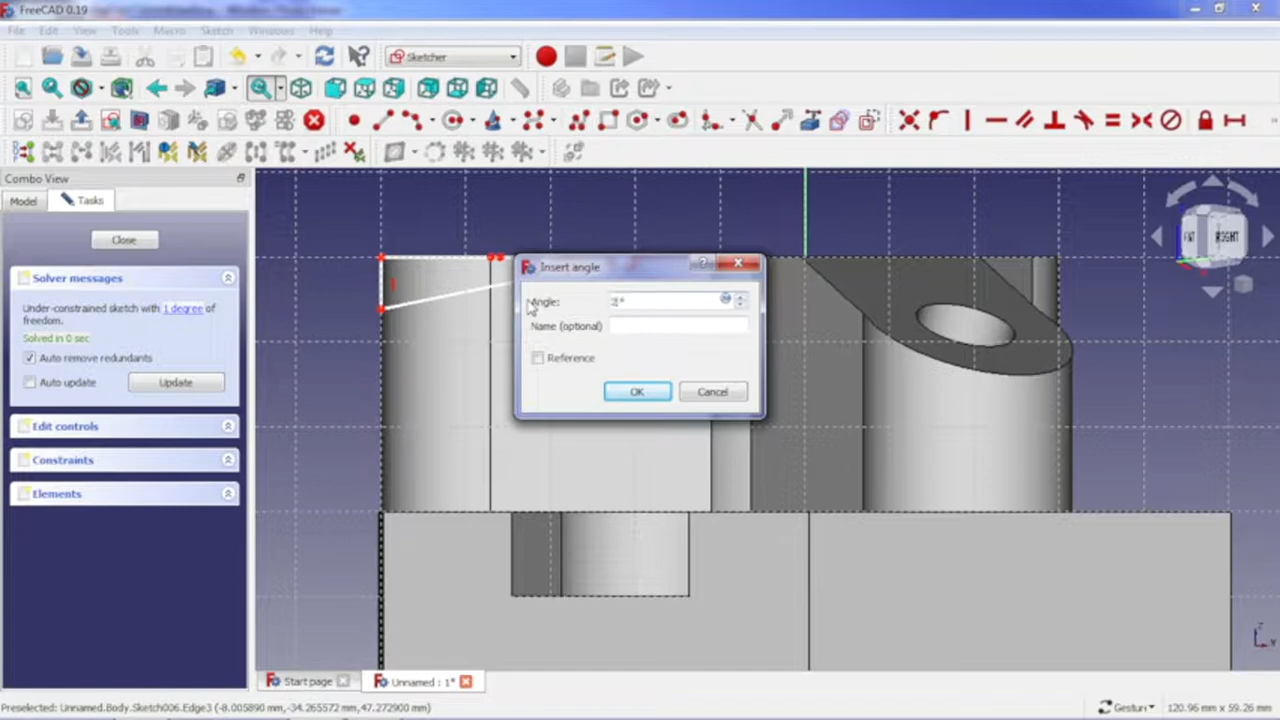 FreeCAD 0.19
File Edit View Tools Macro Sketch Windows Help
Sketcher
Combo View
Model Tasks
Close
Solver messages
Under-constrained sketch with 1 degree of
freedom.
Solved in 0 sec
Auto remove redundants
Auto update Update
Edit controls
Constraints
Elements
Insert angle
Angle:
Name (optional)
Reference
OK Cancel
RIGHT
Start page Unnamed : 1*
Preselected: Unnamed.Body.Sketch006.Edge3 (-8.005890 mm, -34.265572 mm, 47.272900 mm)
Gesture 120.96 mm x 59.26 mm